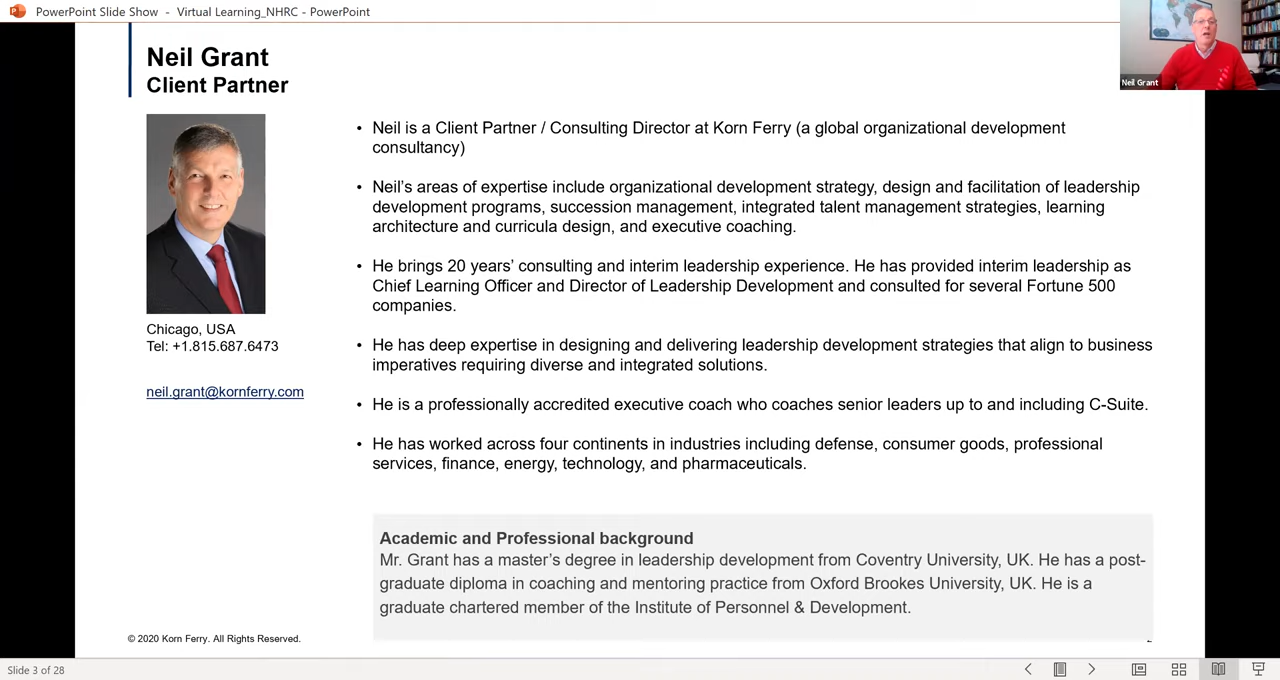 PowerPoint Slide Show - Virtual Learning_NHRC - PowerPoint
Neil Grant
Neil Grant
Client Partner
Chicago, USA
Tel: +1.815.687.6473
neil.grant@kornferry.com
• Neil is a Client Partner / Consulting Director at Korn Ferry (a global organizational development
consultancy)
• Neil’s areas of expertise include organizational development strategy, design and facilitation of leadership
development programs, succession management, integrated talent management strategies, learning
architecture and curricula design, and executive coaching.
• He brings 20 years’ consulting and interim leadership experience. He has provided interim leadership as
Chief Learning Officer and Director of Leadership Development and consulted for several Fortune 500
companies.
• He has deep expertise in designing and delivering leadership development strategies that align to business
imperatives requiring diverse and integrated solutions.
• He is a professionally accredited executive coach who coaches senior leaders up to and including C-Suite.
• He has worked across four continents in industries including defense, consumer goods, professional
services, finance, energy, technology, and pharmaceuticals.
Academic and Professional background
Mr. Grant has a master’s degree in leadership development from Coventry University, UK. He has a post-
graduate diploma in coaching and mentoring practice from Oxford Brookes University, UK. He is a
graduate chartered member of the Institute of Personnel & Development.
© 2020 Korn Ferry. All Rights Reserved.
Slide 3 of 28